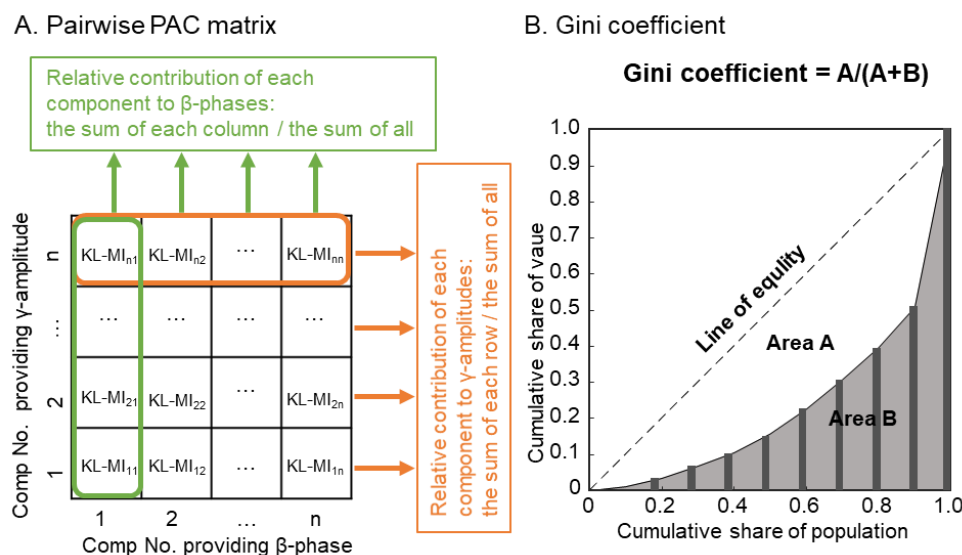 A. Pairwise PAC matrix
Relative contribution of each
component to β-phases:
the sum of each column / the sum of all
Comp No. providing γ-amplitude
n
...
2
1
KL-MIn1 KL-MIn2 ... KL-MInn
... ... ... ...
KL-MI21 KL-MI22 ... KL-MI2n
KL-MI11 KL-MI12 ... KL-MI1n
1 2 ... n
Comp No. providing β-phase
Relative contribution of each
component to γ-amplitudes:
the sum of each row / the sum of all
B. Gini coefficient
Gini coefficient = A/(A+B)
Cumulative share of vaue
1.0
0.9
0.8
0.7
0.6
0.5
0.4
0.3
0.2
0.1
0
Line of equlity
Area A
Area B
0 0.2 0.4 0.6 0.8 1.0
Cumulative share of population